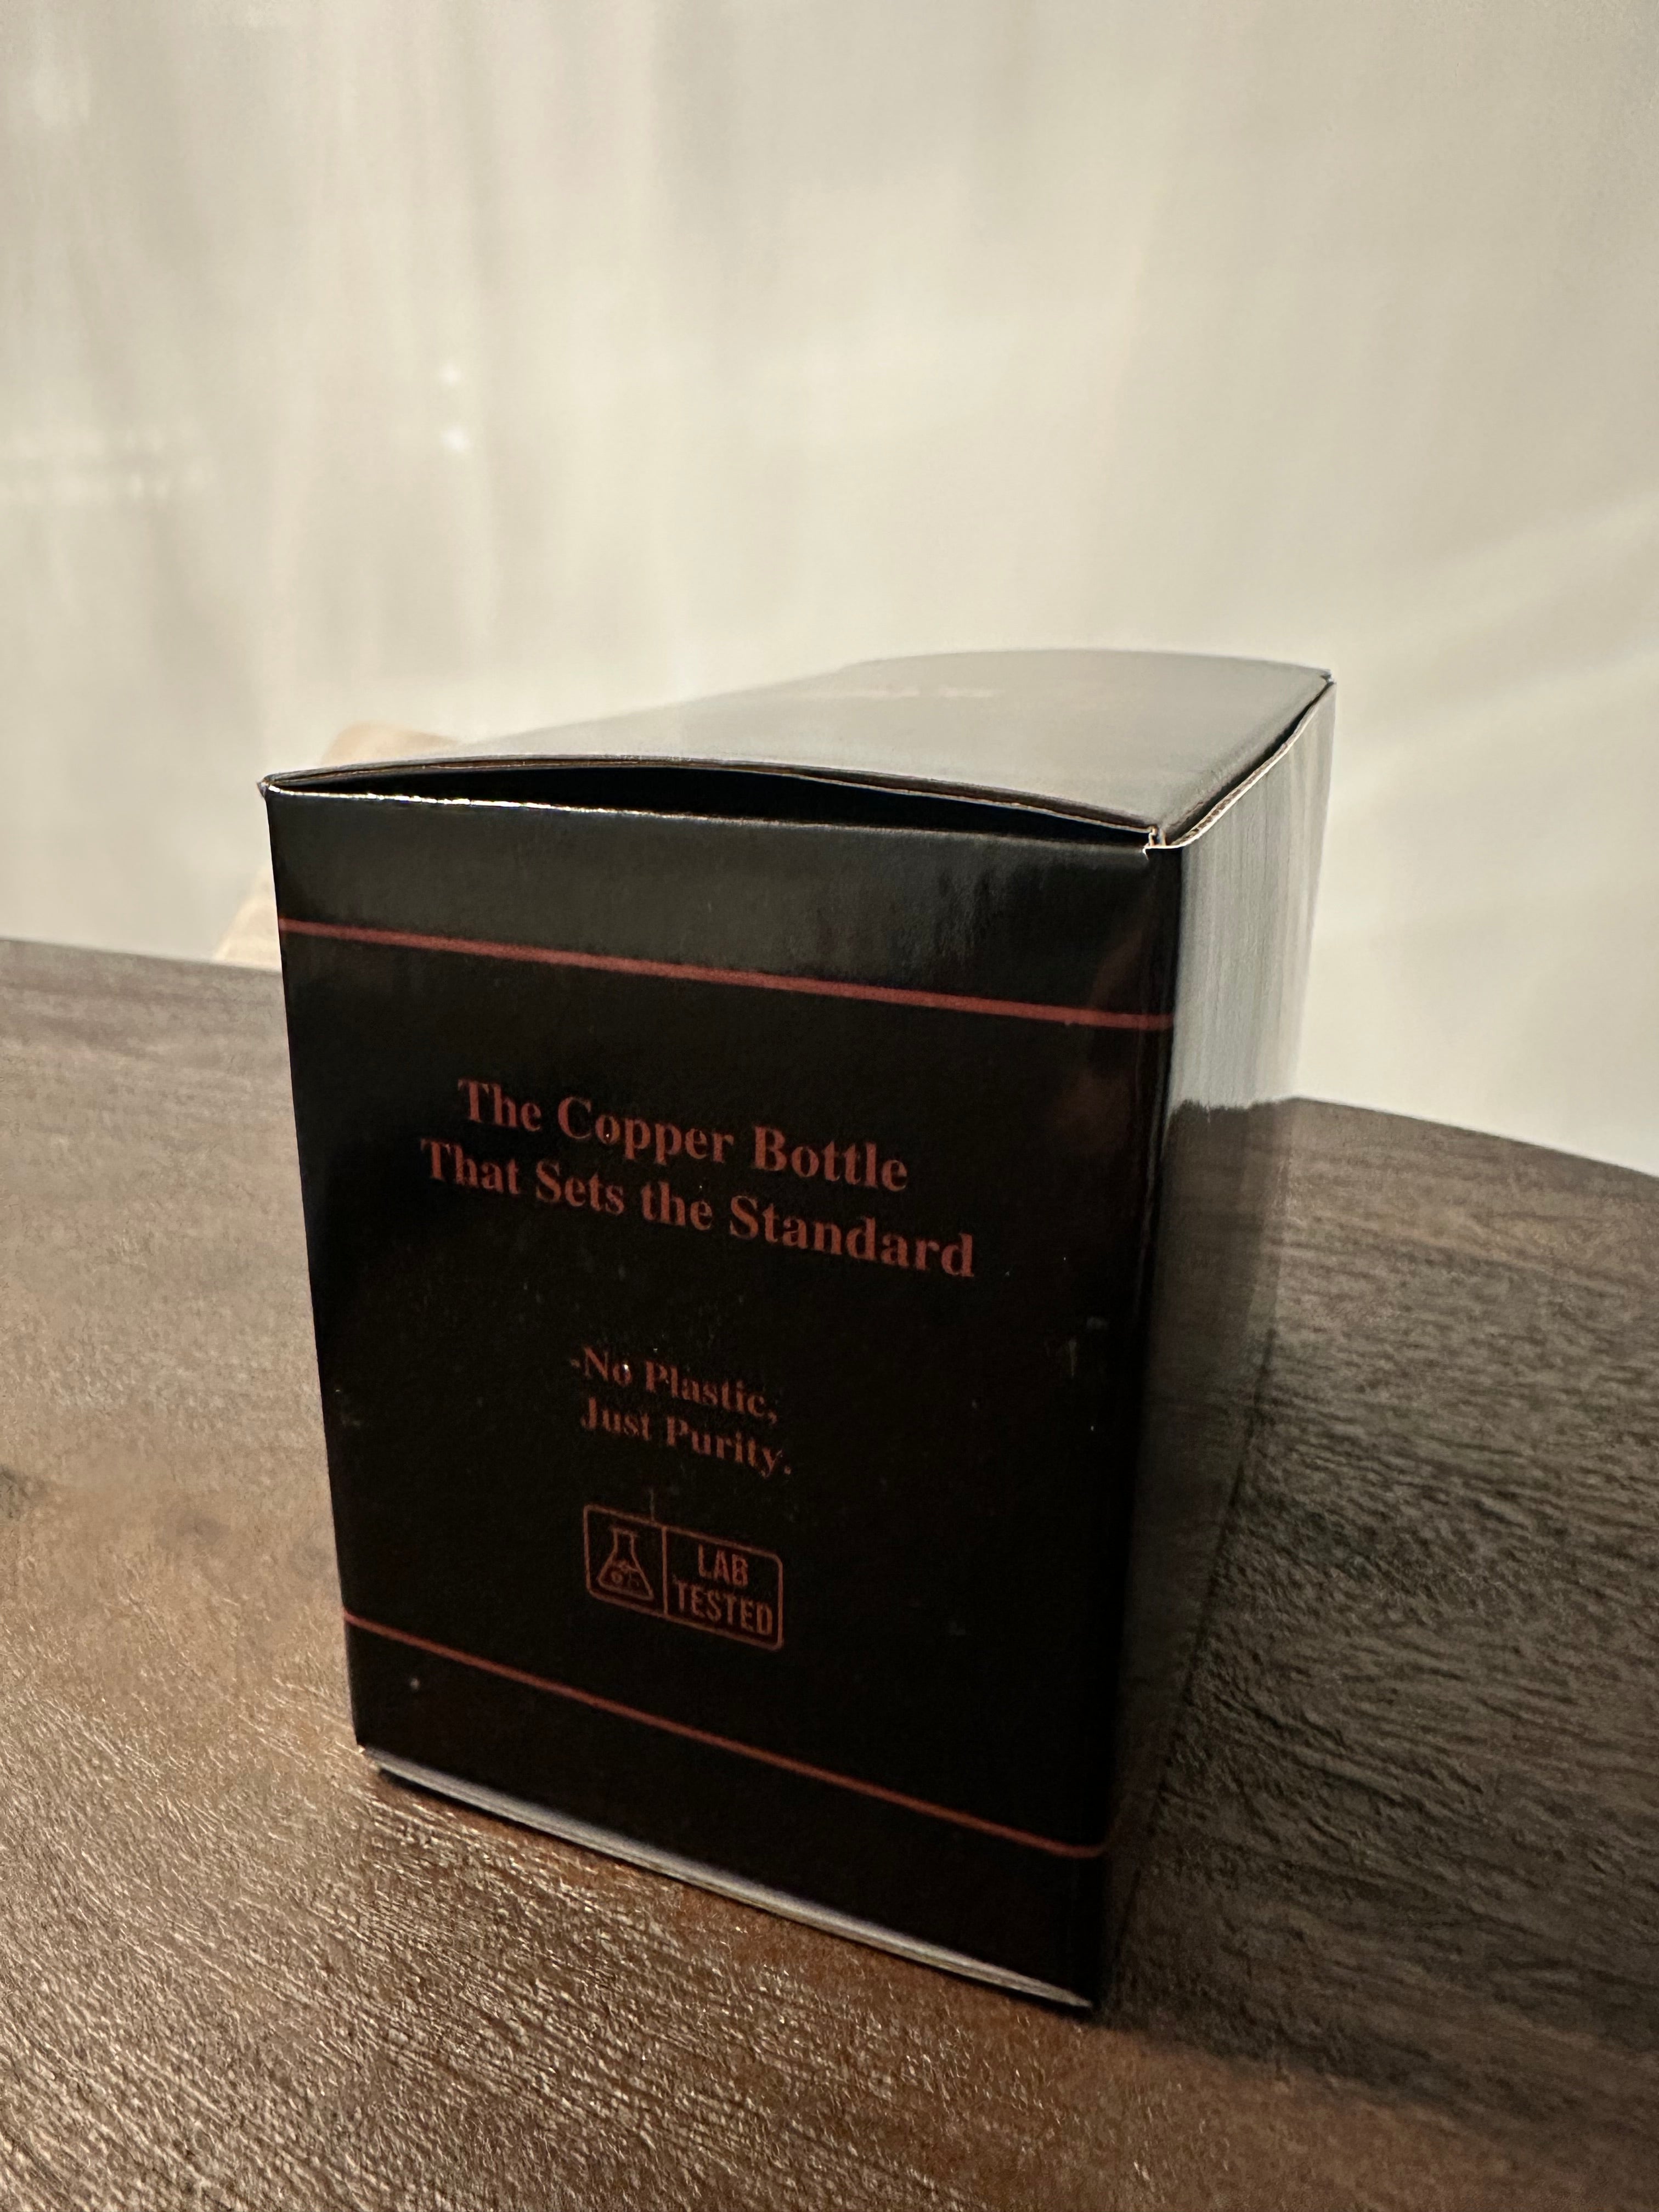 The Copper Bottle
That Sets the Standard
-No Plastic,
Just Purity.
LAB
TESTED